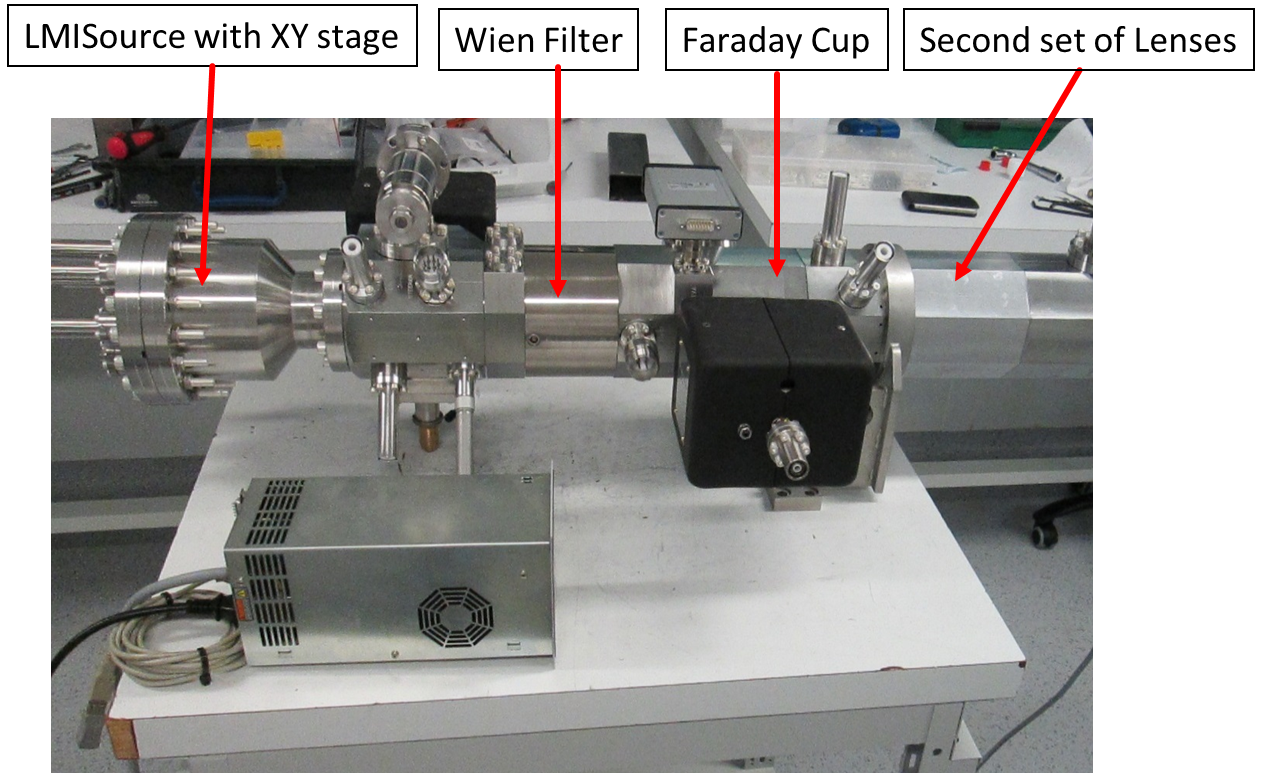 LMISource with XY stage
Wien Filter
Faraday Cup
Second set of Lenses